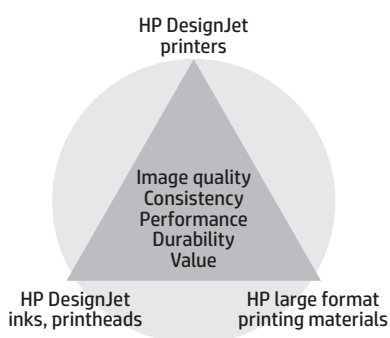 HP DesignJet
printers
Image quality
Consistency
Performance
Durability
Value
HP DesignJet
inks, printheads
HP large format
printing materials